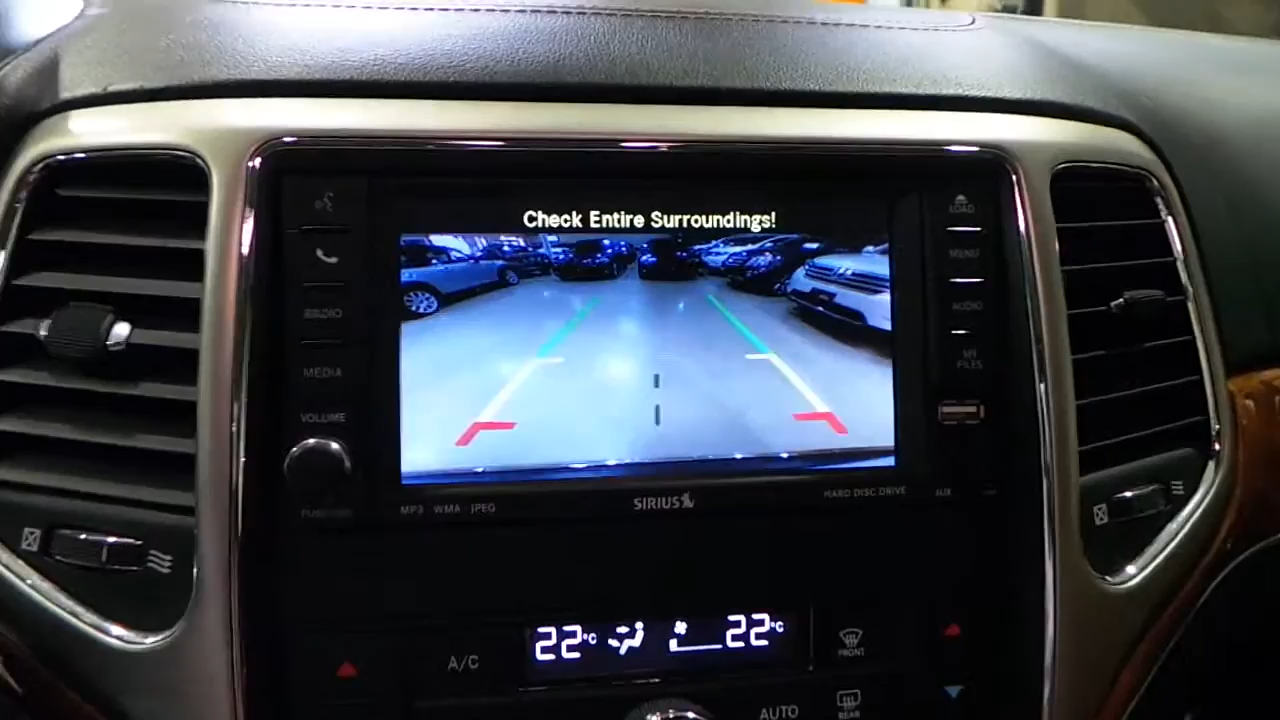 Check Entire Surroundings!
LOAD
MENU
RADIO
AUDIO
MEDIA
MY
FILES
VOLUME
MP3 WMA JPEG
SIRIUS
HARD DISC DRIVE
AUX
22°C
22°C
A/C
FRONT
AUTO
REAR